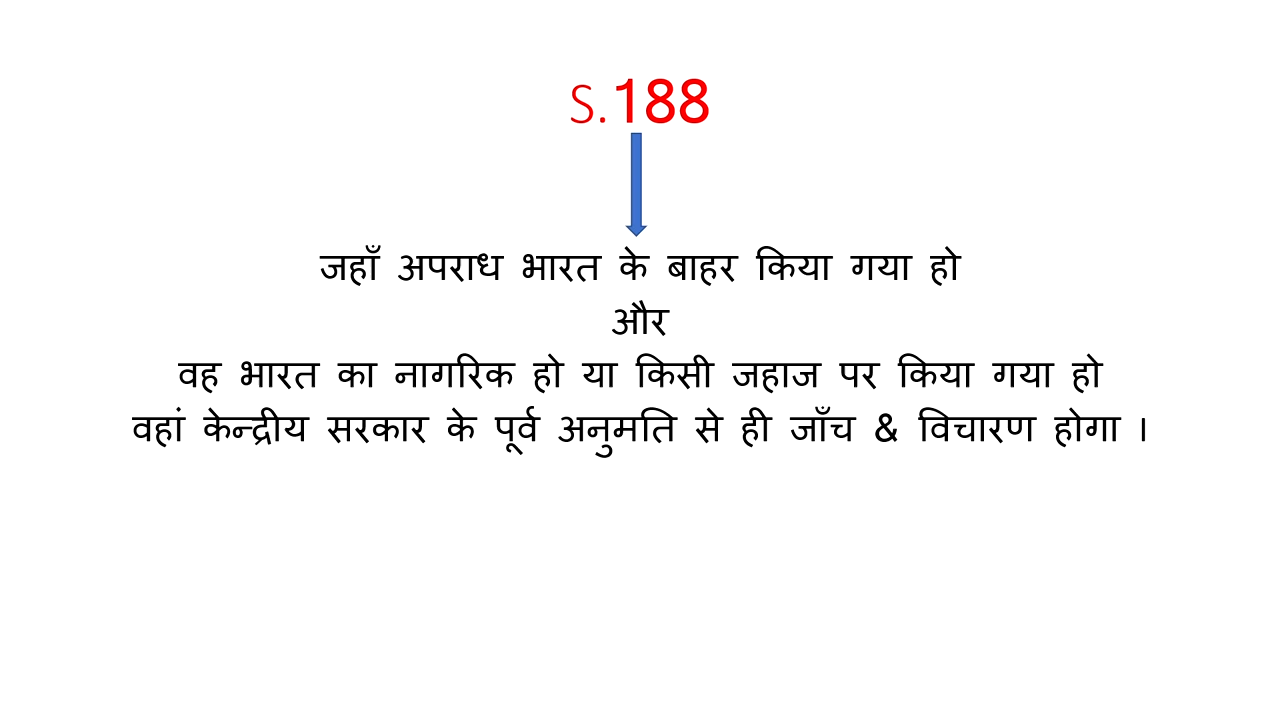 S.188
जहाँ अपराध भारत के बाहर किया गया हो
और
वह भारत का नागरिक हो या किसी जहाज पर किया गया हो
वहां केन्द्रीय सरकार के पूर्व अनुमति से ही जाँच & विचारण होगा ।